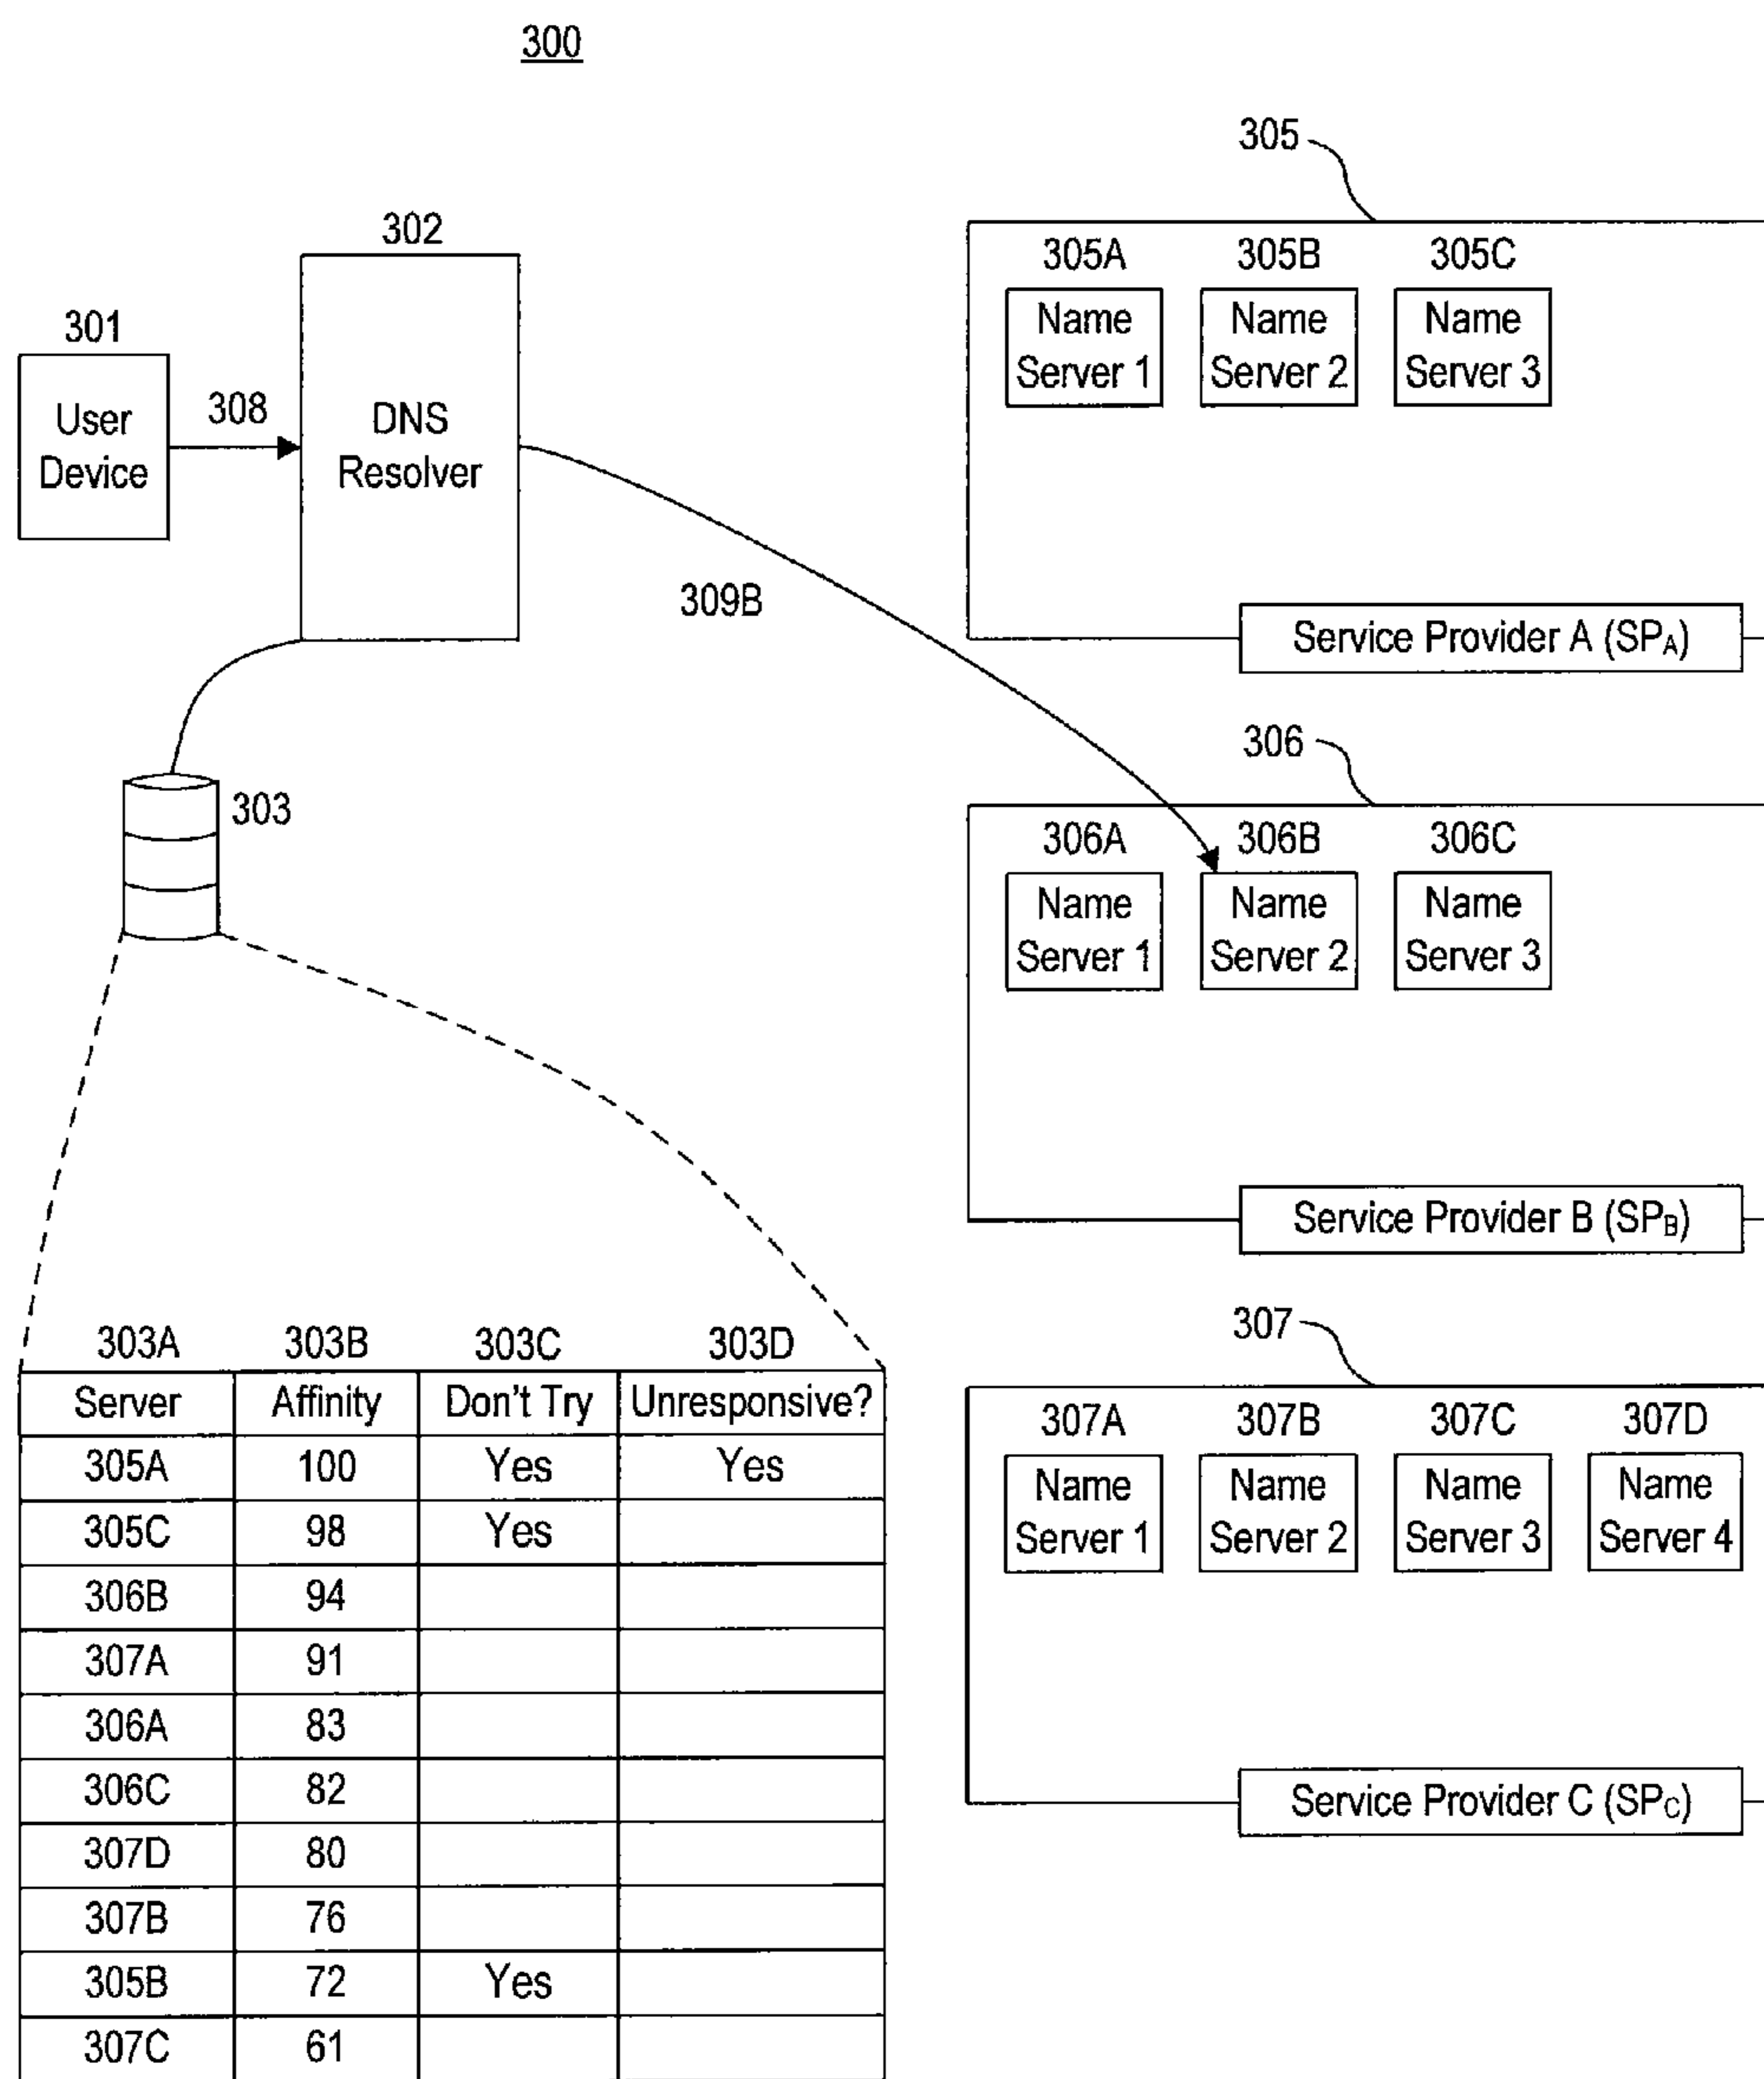 300
305
302
305A 305B 305C
Name Server 1
Name Server 2
Name Server 3
301
User Device
308
DNS Resolver
309B
Service Provider A (SPA)
306
303
306A 306B 306C
Name Server 1
Name Server 2
Name Server 3
Service Provider B (SPB)
307
307A 307B 307C 307D
Name Server 1
Name Server 2
Name Server 3
Name Server 4
Service Provider C (SPC)
303A 303B 303C 303D
Server Affinity Don't Try Unresponsive?
305A 100 Yes Yes
305C 98 Yes
306B 94
307A 91
306A 83
306C 82
307D 80
307B 76
305B 72 Yes
307C 61